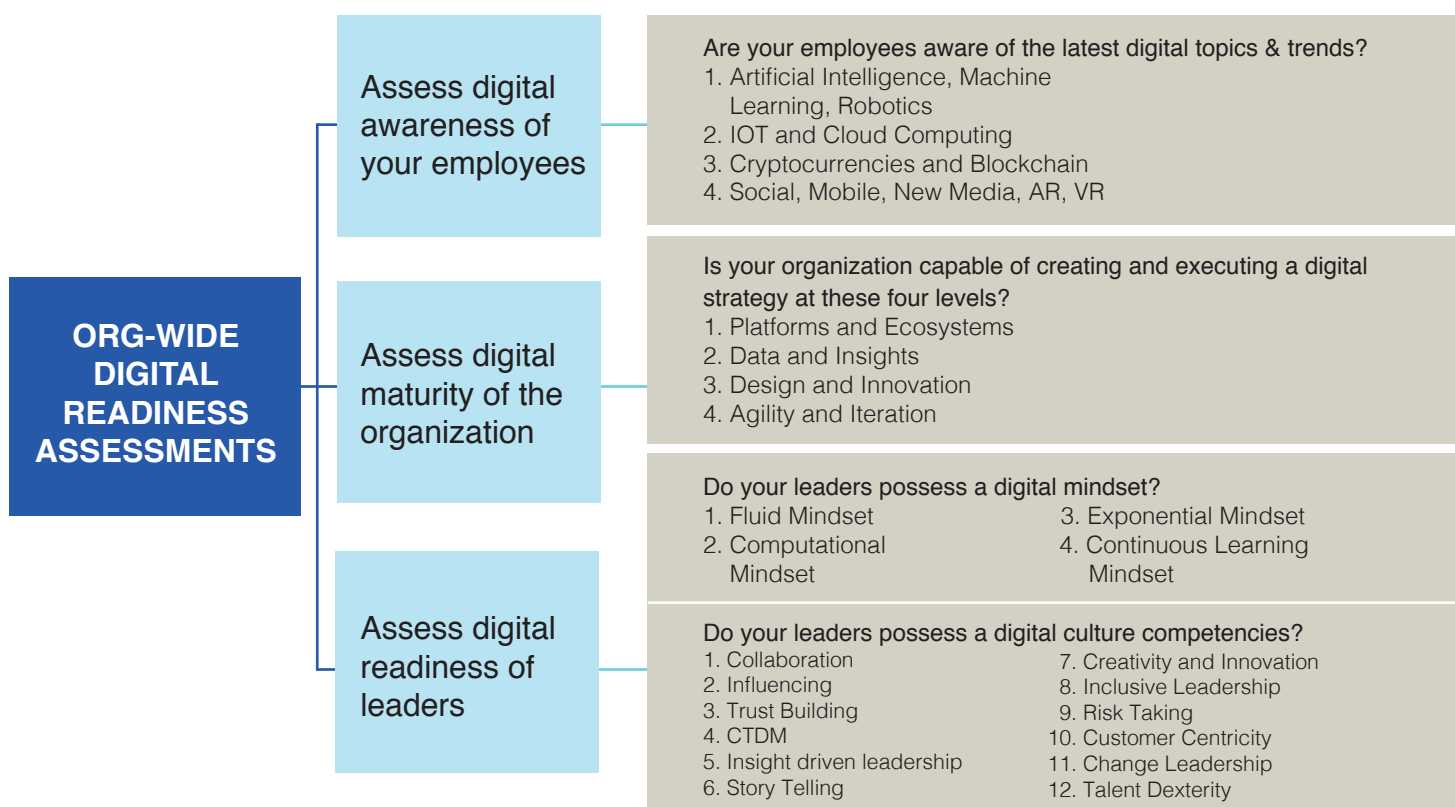 ORG-WIDE
DIGITAL
READINESS
ASSESSMENTS
Assess digital
awareness of
your employees
Are your employees aware of the latest digital topics & trends?
1. Artificial Intelligence, Machine
Learning, Robotics
2. IOT and Cloud Computing
3. Cryptocurrencies and Blockchain
4. Social, Mobile, New Media, AR, VR
Assess digital
maturity of the
organization
Is your organization capable of creating and executing a digital
strategy at these four levels?
1. Platforms and Ecosystems
2. Data and Insights
3. Design and Innovation
4. Agility and Iteration
Assess digital
readiness of
leaders
Do your leaders possess a digital mindset?
1. Fluid Mindset
2. Computational
Mindset
3. Exponential Mindset
4. Continuous Learning
Mindset
Do your leaders possess a digital culture competencies?
1. Collaboration
2. Influencing
3. Trust Building
4. CTDM
5. Insight driven leadership
6. Story Telling
7. Creativity and Innovation
8. Inclusive Leadership
9. Risk Taking
10. Customer Centricity
11. Change Leadership
12. Talent Dexterity